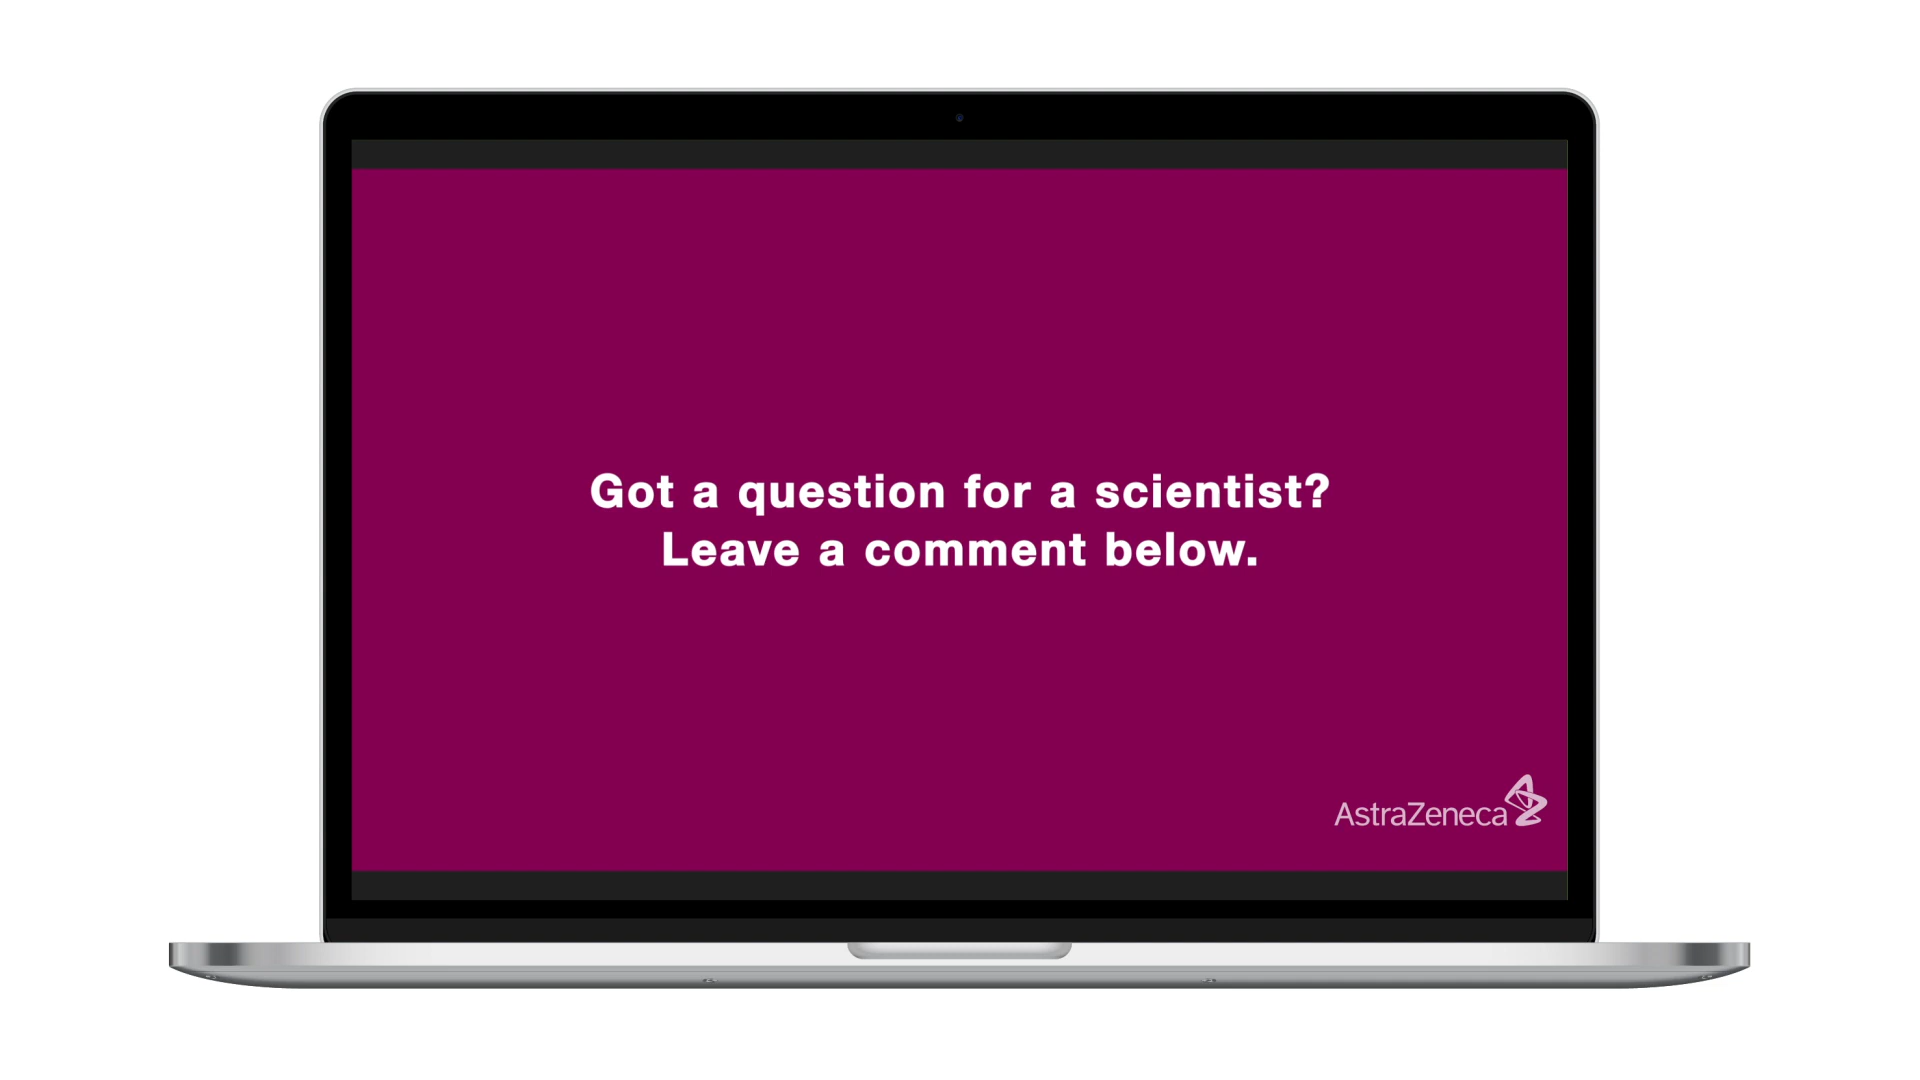 Got a question for a scientist?
Leave a comment below.
AstraZeneca